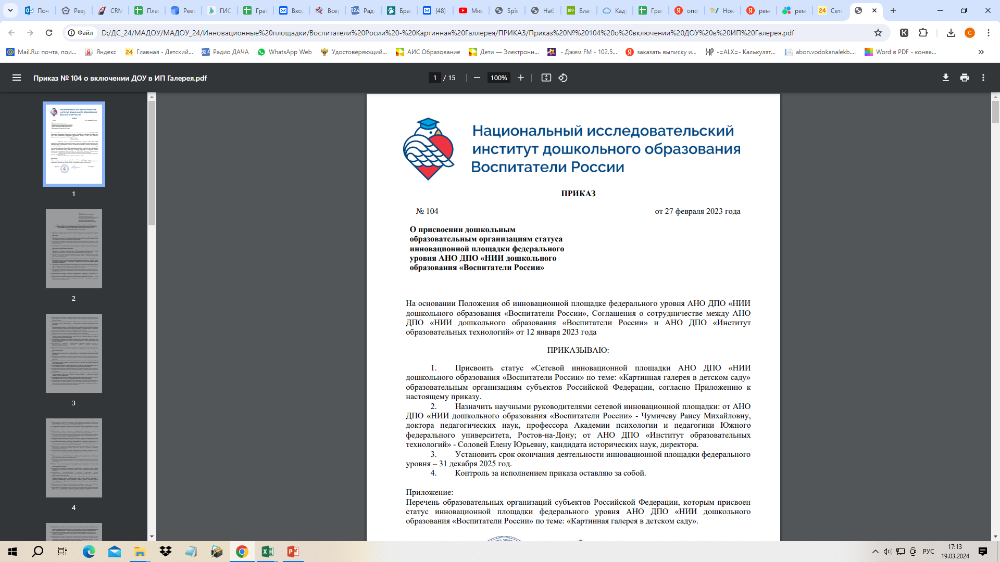 Поч
Резу
CRM
Пла
Реес
ГИС
Гра
Вхо
Всер
Рад
Бра
(48)
Мю
Spis
Наб
Бла
Кад
Гра
опо
Ном
рем
рем
Сет
Файл
D:/ДС_24/МАДОУ/МАДОУ_24/Инновационные%20площадки/Воспитатели%20Росии%20-%20Картинная%20Галлерея/ПРИКАЗ/Приказ%20№%20104%20о%20включении%20ДОУ%20в%20ИП%20Галерея.pdf
Mail.Ru: почта, пои...
Яндекс
Главная - Детский...
Радио ДАЧА
WhatsApp Web
Удостоверяющий...
АИС Образование
Дети — Электронн...
- Джем FM - 102.5...
заказать выписку и...
-=ALX=- Калькулят...
abon.vodokanalekb....
Word в PDF - конве...
Приказ № 104 о включении ДОУ в ИП Галерея.pdf
1 / 15
100%
1
2
3
4
Национальный исследовательский
институт дошкольного образования
Воспитатели России
ПРИКАЗ
№ 104 от 27 февраля 2023 года
О присвоении дошкольным
образовательным организациям статуса
инновационной площадки федерального
уровня АНО ДПО «НИИ дошкольного
образования «Воспитатели России»
На основании Положения об инновационной площадке федерального уровня АНО ДПО «НИИ
дошкольного образования «Воспитатели России», Соглашения о сотрудничестве между АНО
ДПО «НИИ дошкольного образования «Воспитатели России» и АНО ДПО «Институт
образовательных технологий» от 12 января 2023 года
ПРИКАЗЫВАЮ:
1. Присвоить статус «Сетевой инновационной площадки АНО ДПО «НИИ
дошкольного образования «Воспитатели России» по теме: «Картинная галерея в детском саду»
образовательным организациям субъектов Российской Федерации, согласно Приложению к
настоящему приказу.
2. Назначить научными руководителями сетевой инновационной площадки: от АНО
ДПО «НИИ дошкольного образования «Воспитатели России» - Чумичеву Раису Михайловну,
доктора педагогических наук, профессора Академии психологии и педагогики Южного
федерального университета, Ростов-на-Дону; от АНО ДПО «Институт образовательных
технологий» - Соловей Елену Юрьевну, кандидата исторических наук, директора.
3. Установить срок окончания деятельности инновационной площадки федерального
уровня – 31 декабря 2025 год.
4. Контроль за исполнением приказа оставляю за собой.
Приложение:
Перечень образовательных организаций субъектов Российской Федерации, которым присвоен
статус инновационной площадки федерального уровня АНО ДПО «НИИ дошкольного
образования «Воспитатели России» по теме: «Картинная галерея в детском саду».
РУС
17:13
19.03.2024